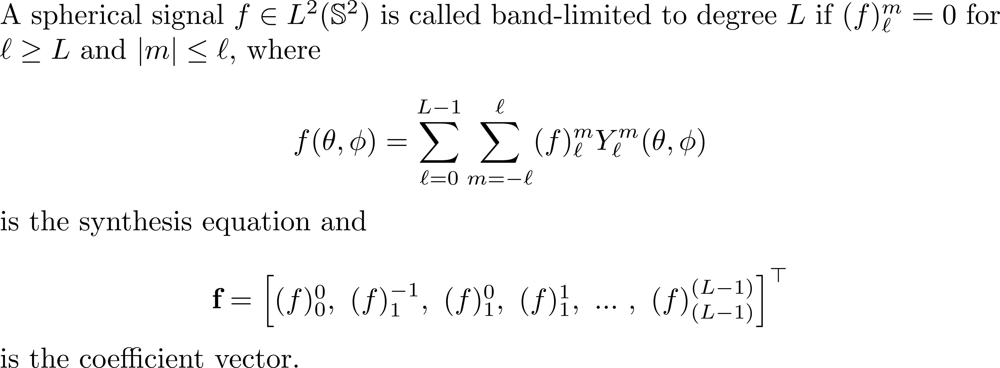 A spherical signal $f \in L^2(\mathbb{S}^2)$ is called band-limited to degree $L$ if $(f)_\ell^m = 0$ for
$\ell \geq L$ and $|m| \leq \ell$, where
$f(\theta, \phi) = \sum_{\ell=0}^{L-1} \sum_{m=-\ell}^{\ell} (f)_\ell^m Y_\ell^m(\theta, \phi)$
is the synthesis equation and
$\mathbf{f} = \left[ (f)_0^0, \ (f)_1^{-1}, \ (f)_1^0, \ (f)_1^1, \ \ldots, \ (f)_{(L-1)}^{(L-1)} \right]^\top$
is the coefficient vector.